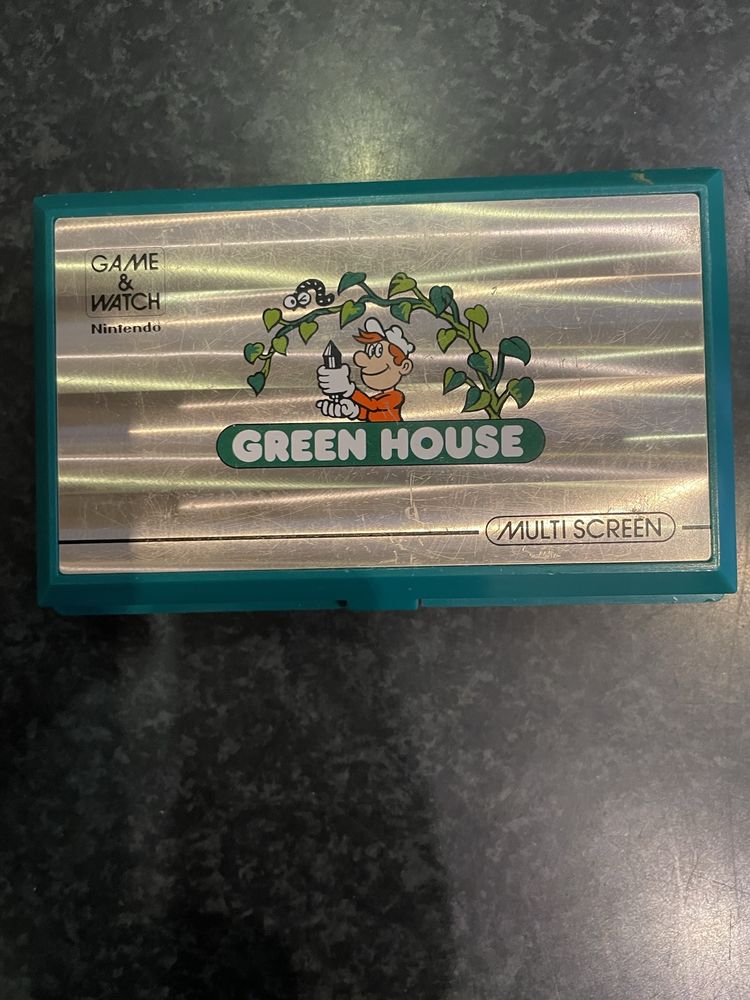 GAME
&
WATCH
Nintendo
GREEN HOUSE
MULTI SCREEN